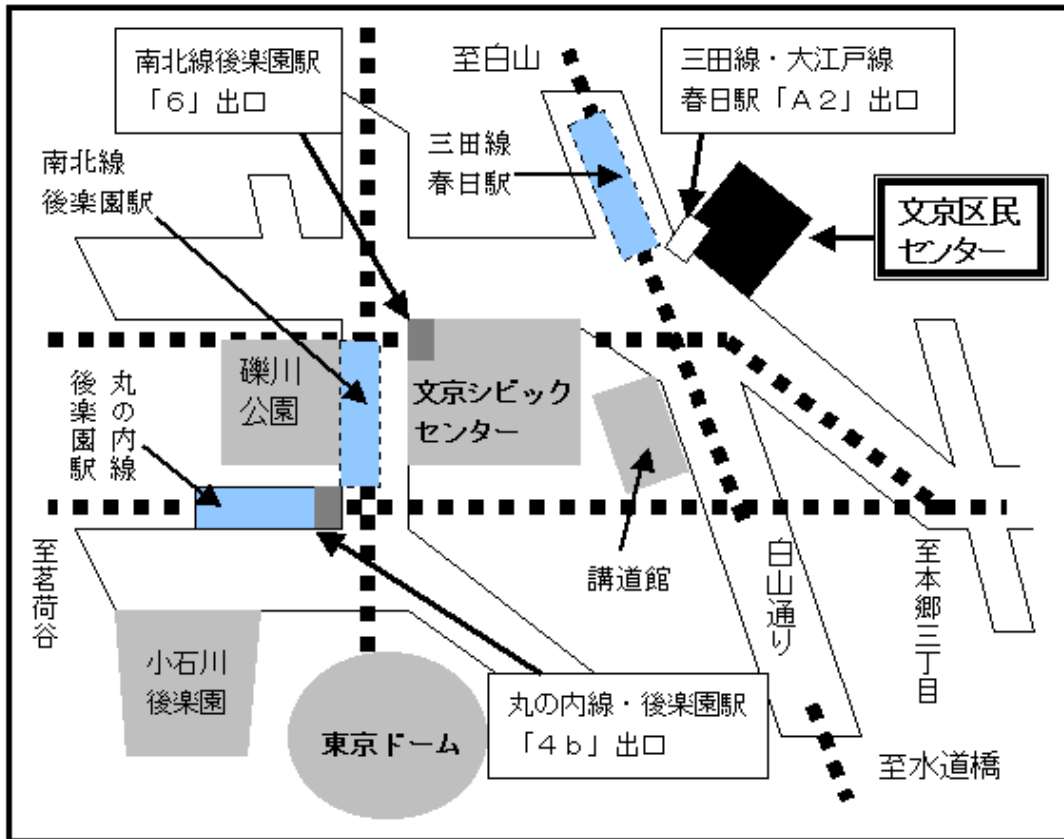 南北線後楽園駅
「6」出口
至白山
三田線・大江戸線
春日駅「A2」出口
南北線
後楽園駅
三田線
春日駅
文京区民
センター
礫川
公園
文京シビック
センター
丸の内線
後楽園駅
至茗荷谷
講道館
白山通り
至本郷三丁目
小石川
後楽園
東京ドーム
丸の内線・後楽園駅
「4b」出口
至水道橋